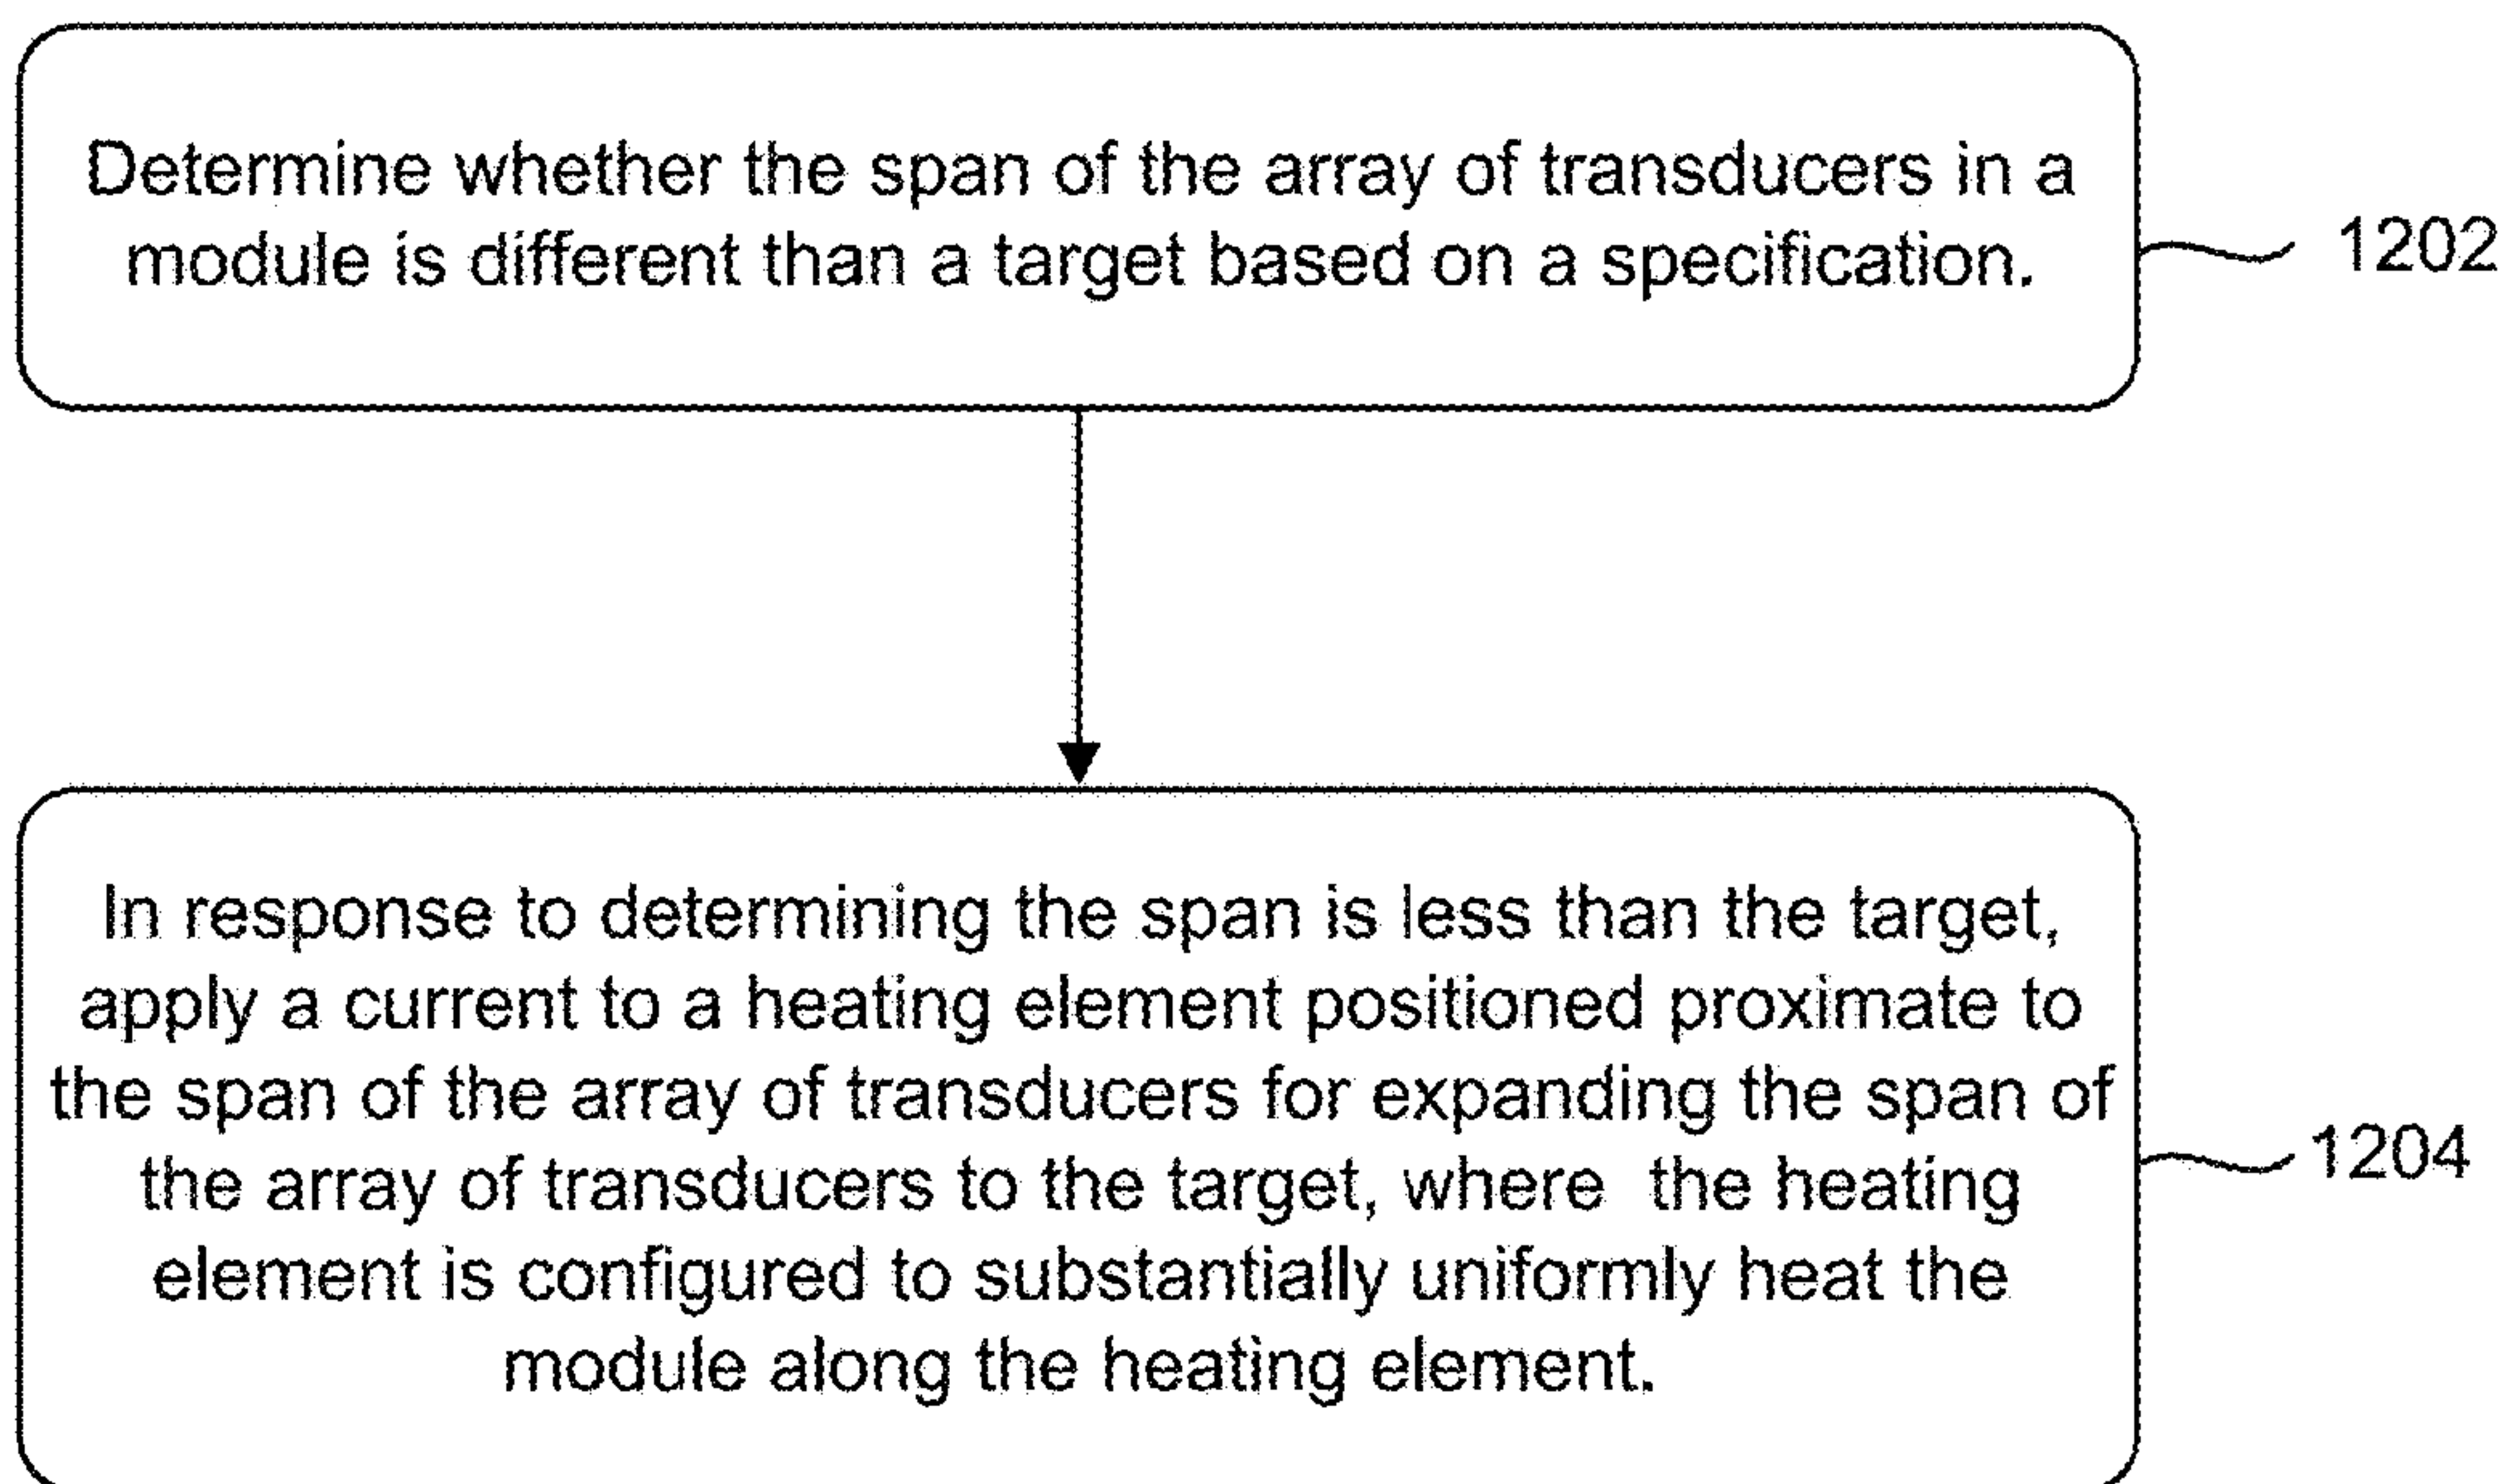 Determine whether the span of the array of transducers in a
module is different than a target based on a specification.
1202
In response to determining the span is less than the target,
apply a current to a heating element positioned proximate to
the span of the array of transducers for expanding the span of
the array of transducers to the target, where the heating
element is configured to substantially uniformly heat the
module along the heating element.
1204